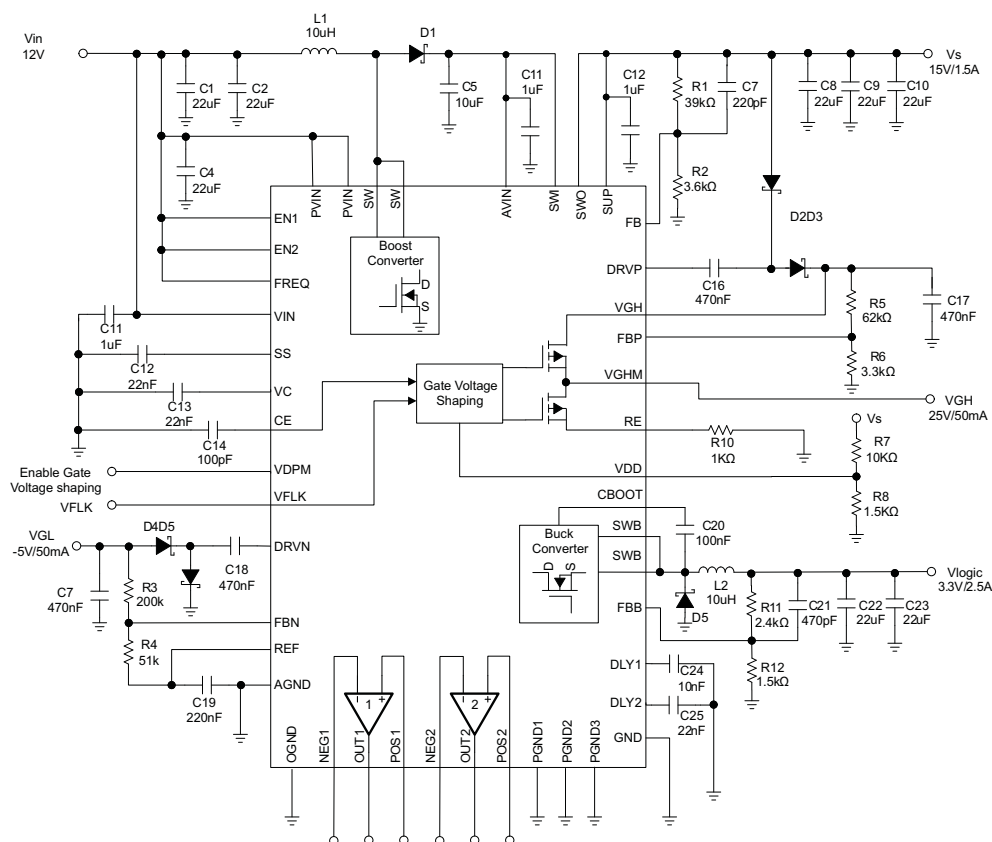 Vin
12V
L1
10uH
D1
Vs
15V/1.5A
C1
22uF
C2
22uF
C5
10uF
C11
1uF
C12
1uF
R1
39kΩ
C7
220pF
C8
22uF
C9
22uF
C10
22uF
C4
22uF
R2
3.6kΩ
PVIN
PVIN
SW
SW
AVIN
SWI
SWO
SUP
FB
D2D3
EN1
EN2
FREQ
Boost
Converter
D
S
DRVP
C16
470nF
VGH
R5
62kΩ
C17
470nF
VIN
C11
1uF
FBP
R6
3.3kΩ
SS
C12
22nF
VC
C13
22nF
CE
C14
100pF
Gate Voltage
Shaping
VGHM
VGH
25V/50mA
RE
R10
1KΩ
Vs
R7
10KΩ
VDD
R8
1.5KΩ
Enable Gate
Voltage shaping
VDPM
VFLK
VFLK
CBOOT
SWB
C20
100nF
Buck
Converter
D
S
SWB
VGL
-5V/50mA
D4D5
C18
470nF
DRVN
L2
10uH
Vlogic
3.3V/2.5A
C7
470nF
R3
200k
FBN
D5
FBB
R11
2.4kΩ
C21
470pF
C22
22uF
C23
22uF
R4
51k
REF
R12
1.5kΩ
DLY1
C24
10nF
AGND
C19
220nF
DLY2
C25
22nF
GND
1
2
OGND
NEG1
OUT1
POS1
NEG2
OUT2
POS2
PGND1
PGND2
PGND3